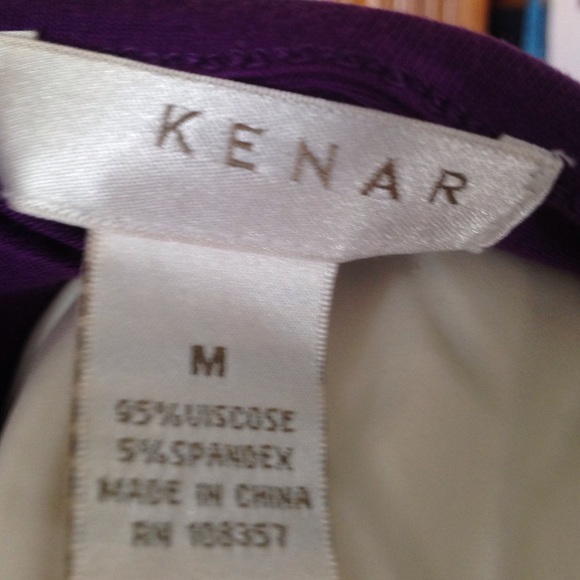 KENAR
M
95% VISCOSE
5% SPANDEX
MADE IN CHINA
RN 108357